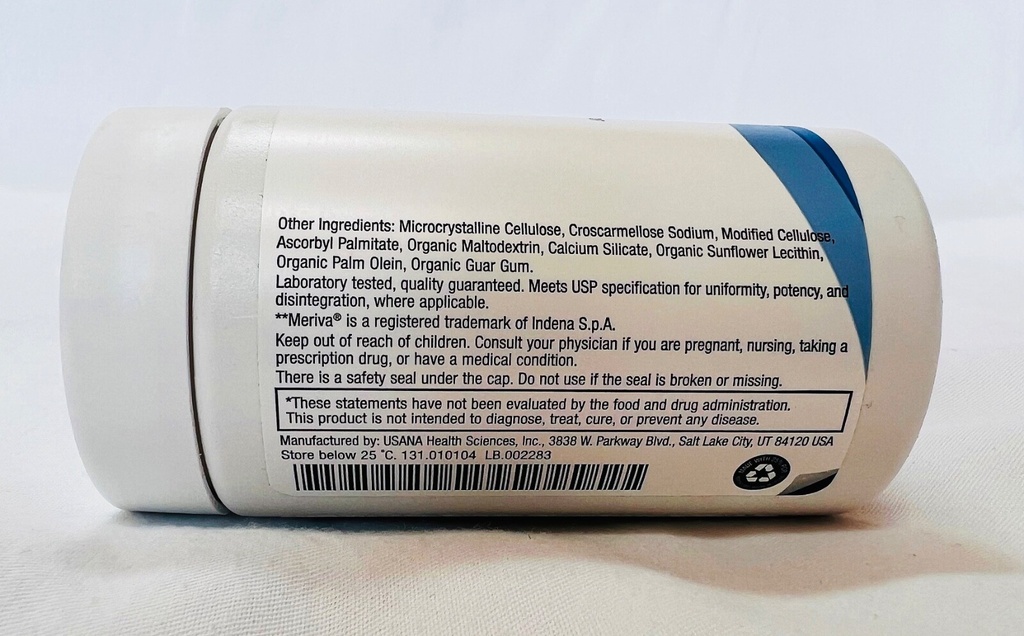 Other Ingredients: Microcrystalline Cellulose, Croscarmellose Sodium, Modified Cellulose,
Ascorbyl Palmitate, Organic Maltodextrin, Calcium Silicate, Organic Sunflower Lecithin,
Organic Palm Olein, Organic Guar Gum.
Laboratory tested, quality guaranteed. Meets USP specification for uniformity, potency, and
disintegration, where applicable.
**Meriva® is a registered trademark of Indena S.p.A.
Keep out of reach of children. Consult your physician if you are pregnant, nursing, taking a
prescription drug, or have a medical condition.
There is a safety seal under the cap. Do not use if the seal is broken or missing.
*These statements have not been evaluated by the food and drug administration.
This product is not intended to diagnose, treat, cure, or prevent any disease.
Manufactured by: USANA Health Sciences, Inc., 3838 W. Parkway Blvd., Salt Lake City, UT 84120 USA
Store below 25 °C. 131.010104 LB.002283
MADE WITH